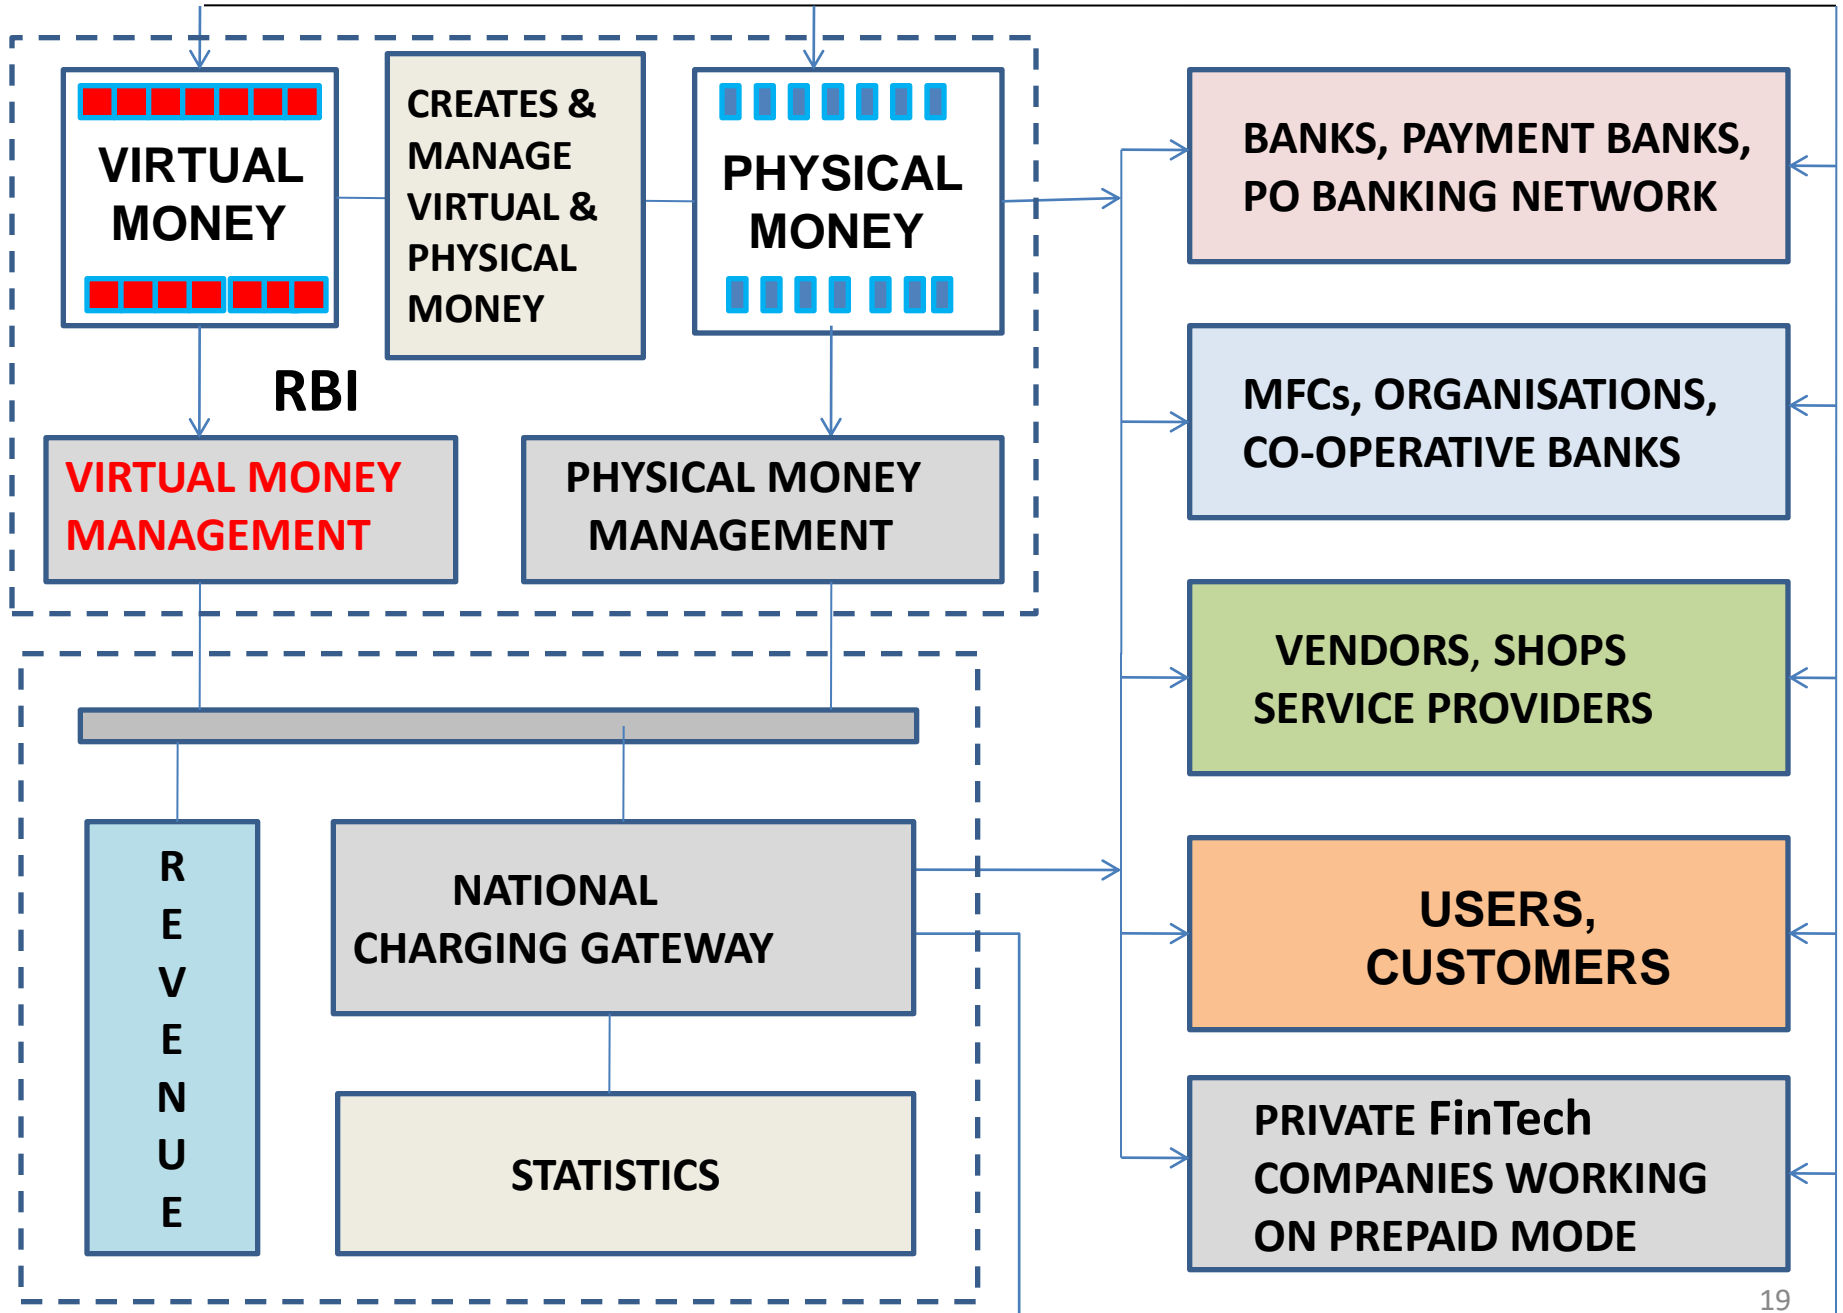 VIRTUAL
MONEY
CREATES &
MANAGE
VIRTUAL &
PHYSICAL
MONEY
PHYSICAL
MONEY
RBI
VIRTUAL MONEY
MANAGEMENT
PHYSICAL MONEY
MANAGEMENT
R
E
V
E
N
U
E
NATIONAL
CHARGING GATEWAY
STATISTICS
BANKS, PAYMENT BANKS,
PO BANKING NETWORK
MFCs, ORGANISATIONS,
CO-OPERATIVE BANKS
VENDORS, SHOPS
SERVICE PROVIDERS
USERS,
CUSTOMERS
PRIVATE FinTech
COMPANIES WORKING
ON PREPAID MODE
19